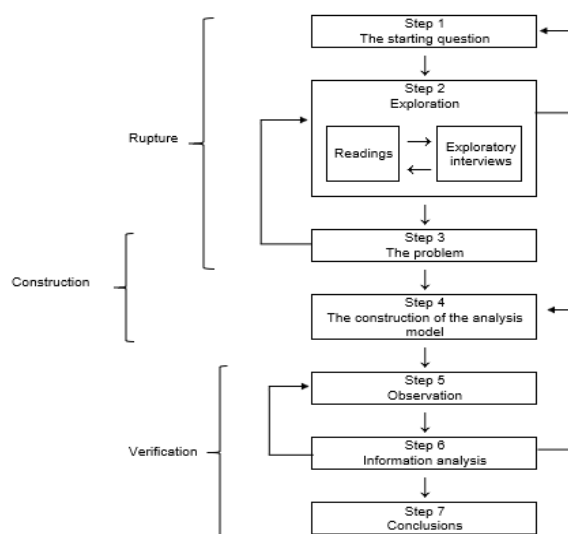 Step 1
The starting question
Step 2
Exploration
Rupture
Readings
Exploratory
interviews
Step 3
The problem
Construction
Step 4
The construction of the analysis
model
Step 5
Observation
Verification
Step 6
Information analysis
Step 7
Conclusions